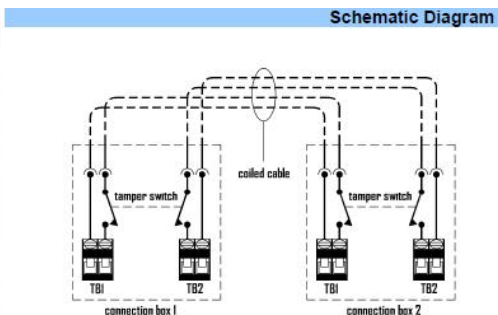 Schematic Diagram
coiled cable
tamper switch
tamper switch
TB1
TB2
TB1
TB2
connection box 1
connection box 2